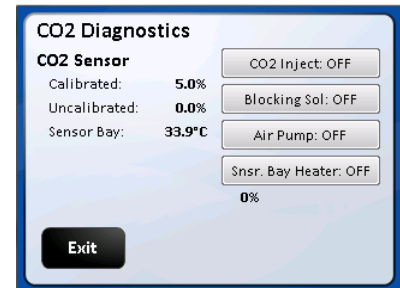 CO2 Diagnostics
CO2 Sensor
Calibrated: 5.0%
Uncalibrated: 0.0%
Sensor Bay: 33.9°C
CO2 Inject: OFF
Blocking Sol: OFF
Air Pump: OFF
Snsr. Bay Heater: OFF
0%
Exit